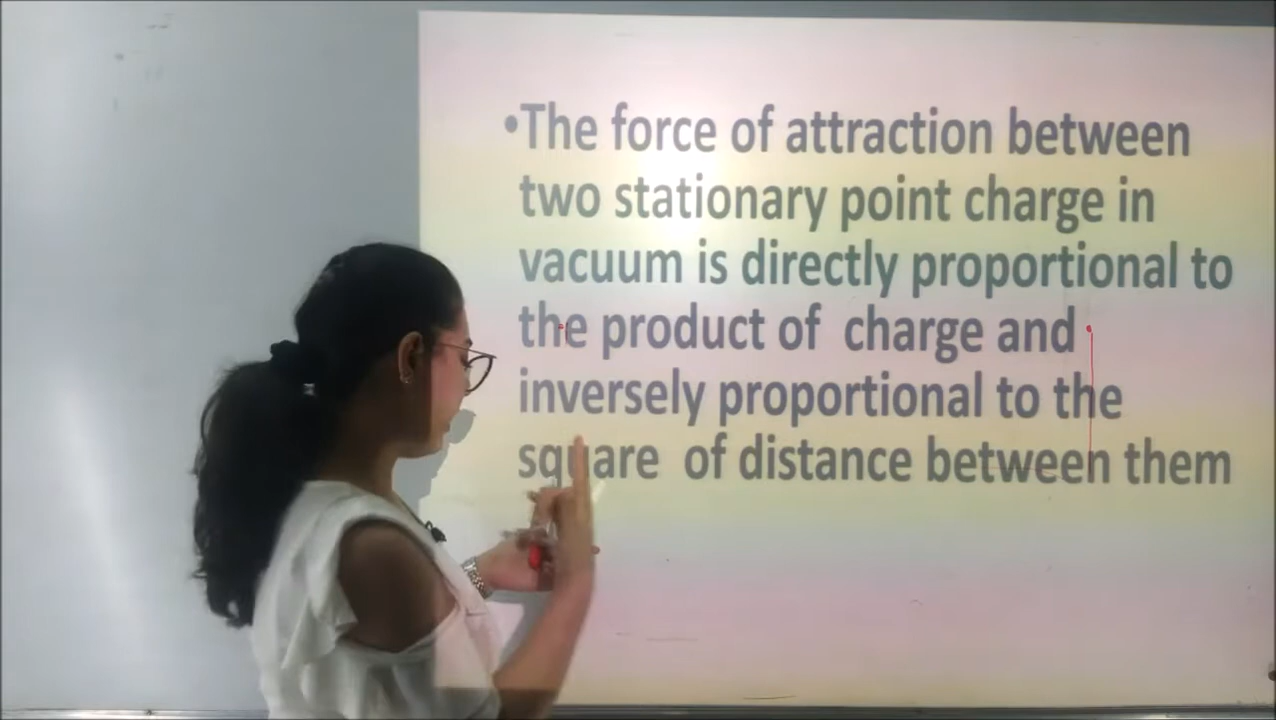 •The force of attraction between
two stationary point charge in
vacuum is directly proportional to
the product of charge and
inversely proportional to the
square of distance between them